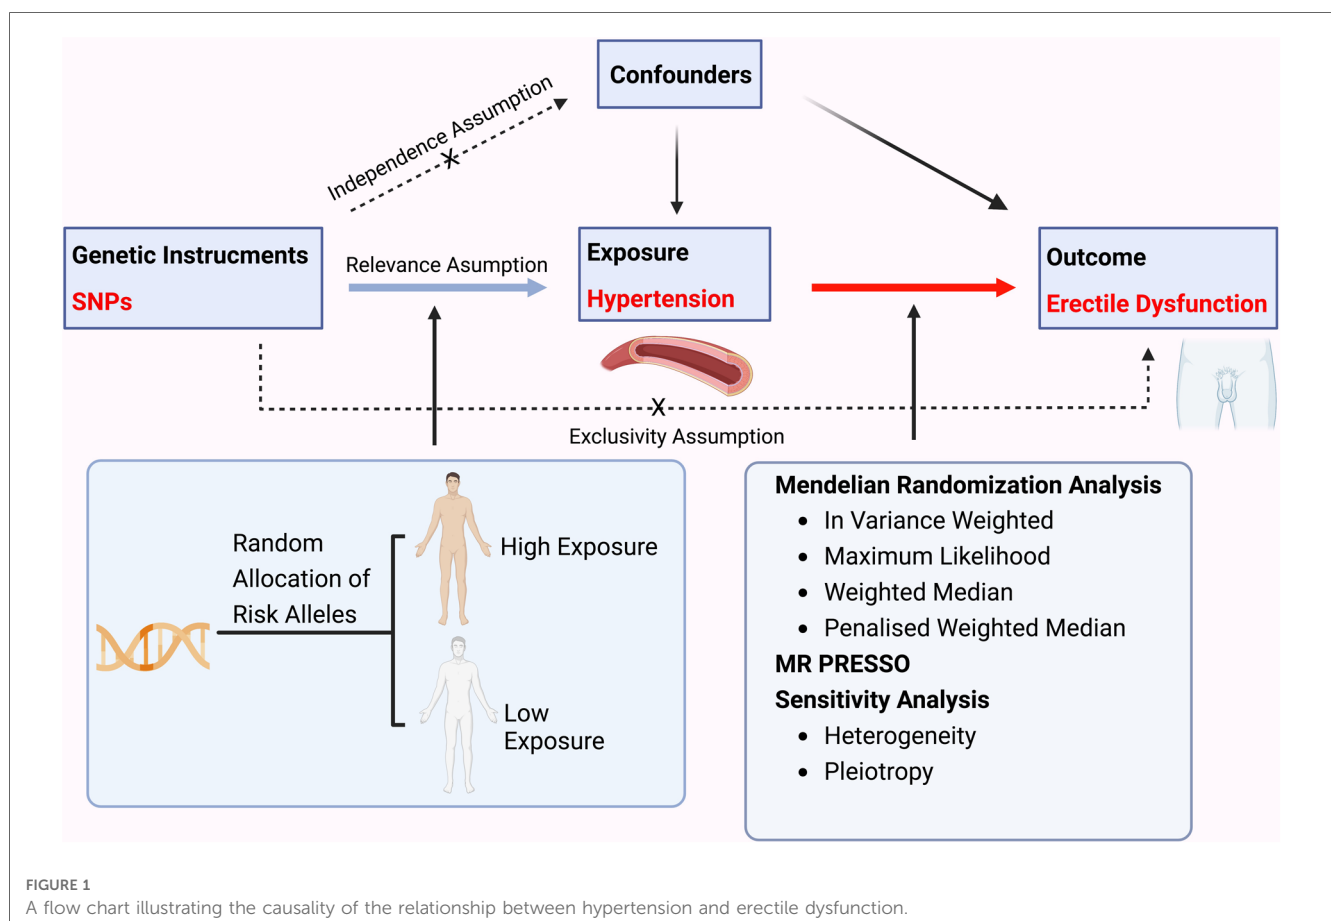 Confounders
Independence Assumption
X
Genetic Instrucments
SNPs
Relevance Asumption
Exposure
Hypertension
Outcome
Erectile Dysfunction
X
Exclusivity Assumption
Random
Allocation of
Risk Alleles
High Exposure
Low
Exposure
Mendelian Randomization Analysis
• In Variance Weighted
• Maximum Likelihood
• Weighted Median
• Penalised Weighted Median
MR PRESSO
Sensitivity Analysis
• Heterogeneity
• Pleiotropy
FIGURE 1
A flow chart illustrating the causality of the relationship between hypertension and erectile dysfunction.